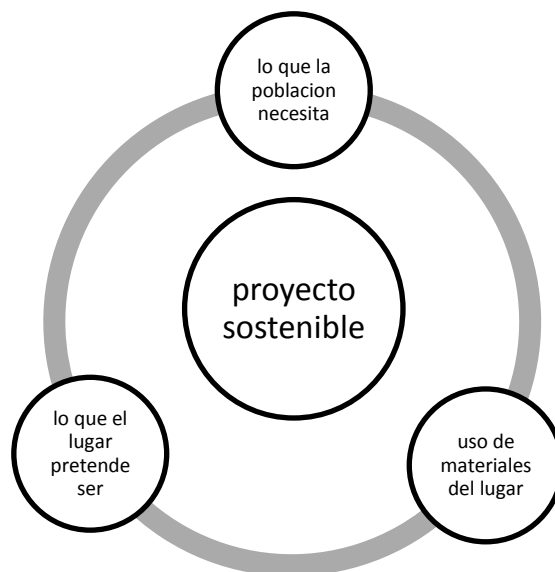 lo que la
poblacion
necesita
proyecto
sostenible
lo que el
lugar
pretende
ser
uso de
materiales
del lugar